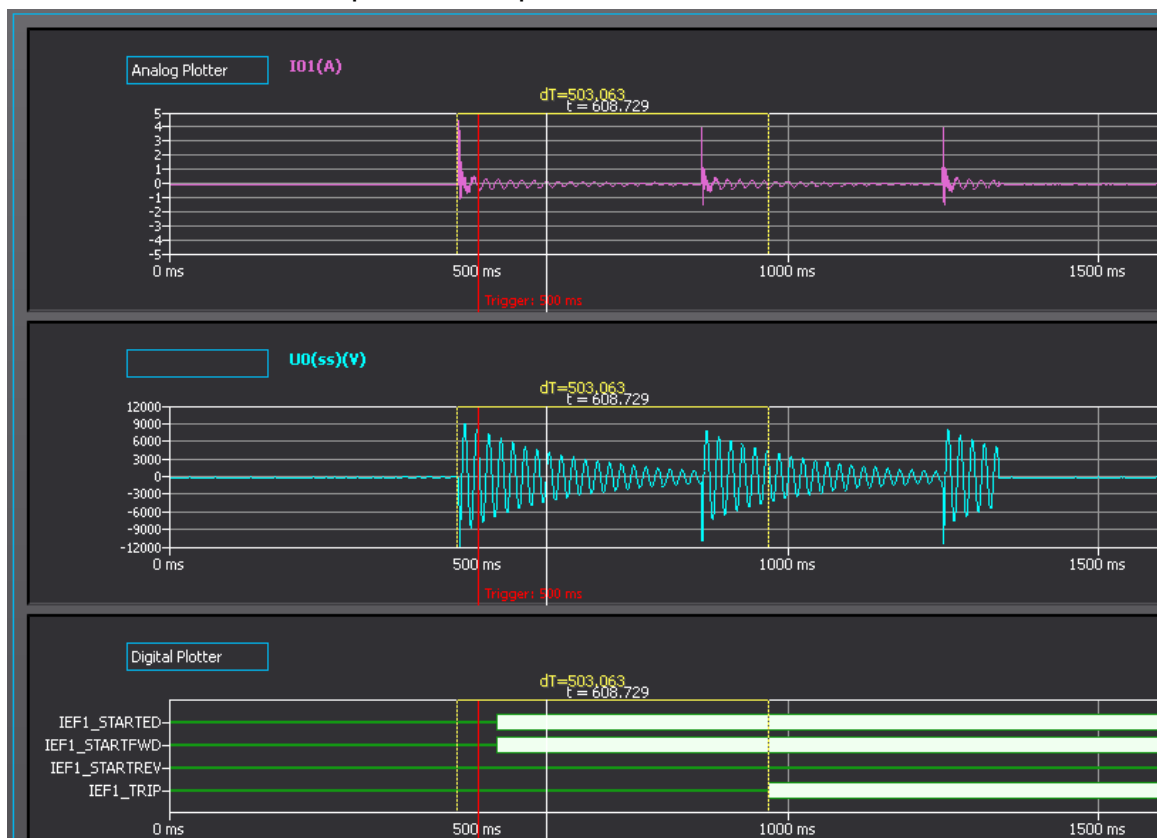 Analog Plotter I01(A)
dT=503.063
t = 608.729
5
4
3
2
1
0
-1
-2
-3
-4
-5
0 ms 500 ms 1000 ms 1500 ms
Trigger: 500 ms
U0(ss)(V)
dT=503.063
t = 608.729
12000
9000
6000
3000
0
-3000
-6000
-9000
-12000
0 ms 500 ms 1000 ms 1500 ms
Trigger: 500 ms
Digital Plotter
dT=503.063
t = 608.729
IEF1_STARTED
IEF1_STARTFWD
IEF1_STARTREV
IEF1_TRIP
0 ms 500 ms 1000 ms 1500 ms